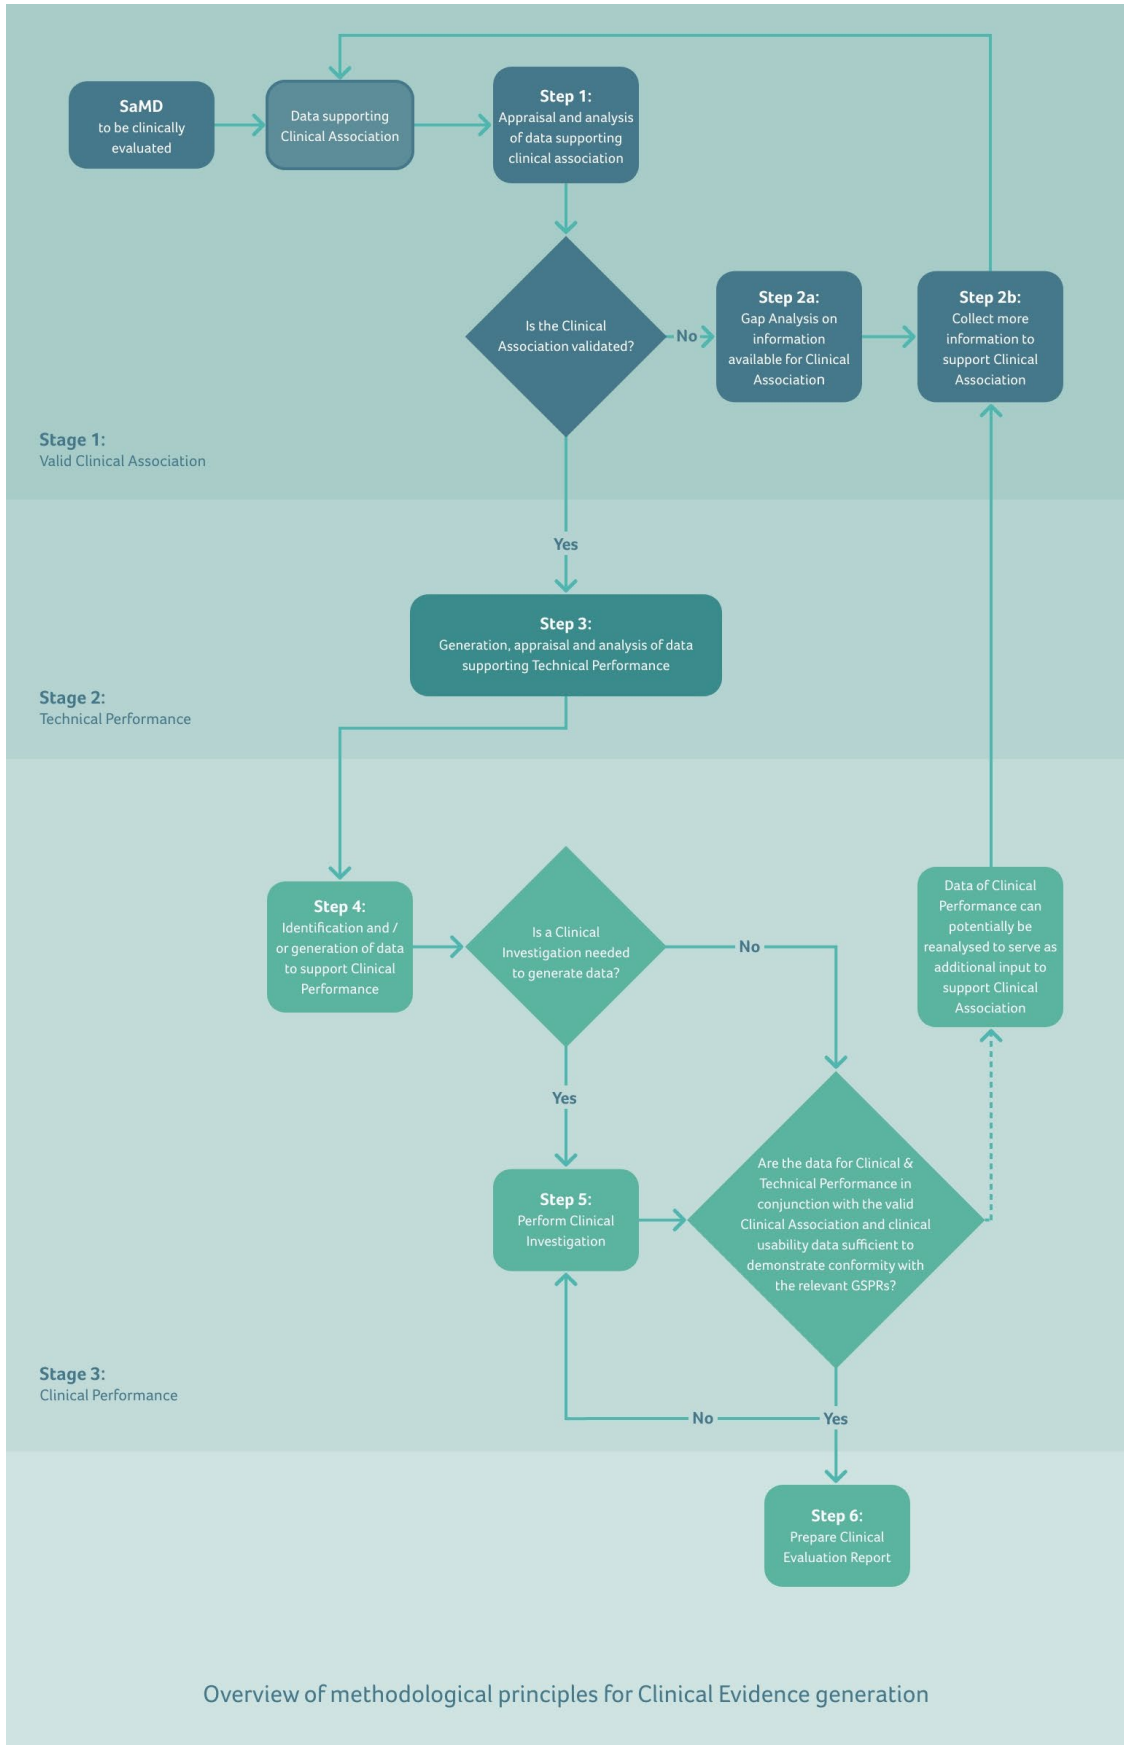 SaMD
to be clinically
evaluated
Data supporting
Clinical Association
Step 1:
Appraisal and analysis
of data supporting
clinical association
Is the Clinical
Association validated?
No
Step 2a:
Gap Analysis on
information
available for Clinical
Association
Step 2b:
Collect more
information to
support Clinical
Association
Stage 1:
Valid Clinical Association
Yes
Step 3:
Generation, appraisal and analysis of data
supporting Technical Performance
Stage 2:
Technical Performance
Step 4:
Identification and /
or generation of data
to support Clinical
Performance
Is a Clinical
Investigation needed
to generate data?
No
Data of Clinical
Performance can
potentially be
reanalysed to serve as
additional input to
support Clinical
Association
Yes
Step 5:
Perform Clinical
Investigation
Are the data for Clinical &
Technical Performance in
conjunction with the valid
Clinical Association and clinical
usability data sufficient to
demonstrate conformity with
the relevant GSPRs?
Stage 3:
Clinical Performance
No
Yes
Step 6:
Prepare Clinical
Evaluation Report
Overview of methodological principles for Clinical Evidence generation